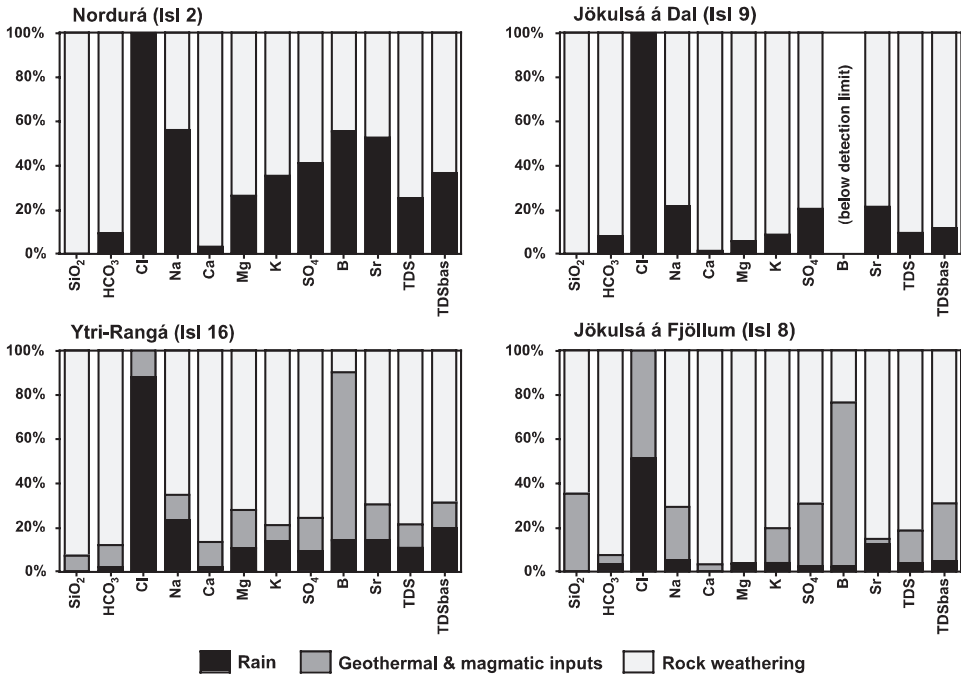 Nordurá (Isl 2)
100%
80%
60%
40%
20%
0%
SiO2
HCO3
Cl
Na
Ca
Mg
K
SO4
B
Sr
TDS
TDSbas
Jökulsá á Dal (Isl 9)
100%
80%
60%
40%
20%
0%
(below detection limit)
SiO2
HCO3
Cl
Na
Ca
Mg
K
SO4
B
Sr
TDS
TDSbas
Ytri-Rangá (Isl 16)
100%
80%
60%
40%
20%
0%
SiO2
HCO3
Cl
Na
Ca
Mg
K
SO4
B
Sr
TDS
TDSbas
Jökulsá á Fjöllum (Isl 8)
100%
80%
60%
40%
20%
0%
SiO2
HCO3
Cl
Na
Ca
Mg
K
SO4
B
Sr
TDS
TDSbas
Rain Geothermal & magmatic inputs Rock weathering